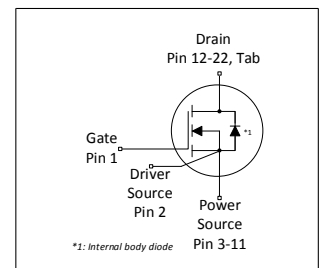 Drain
Pin 12-22, Tab
*1
Gate
Pin 1
Driver
Source
Pin 2
Power
Source
Pin 3-11
*1: Internal body diode